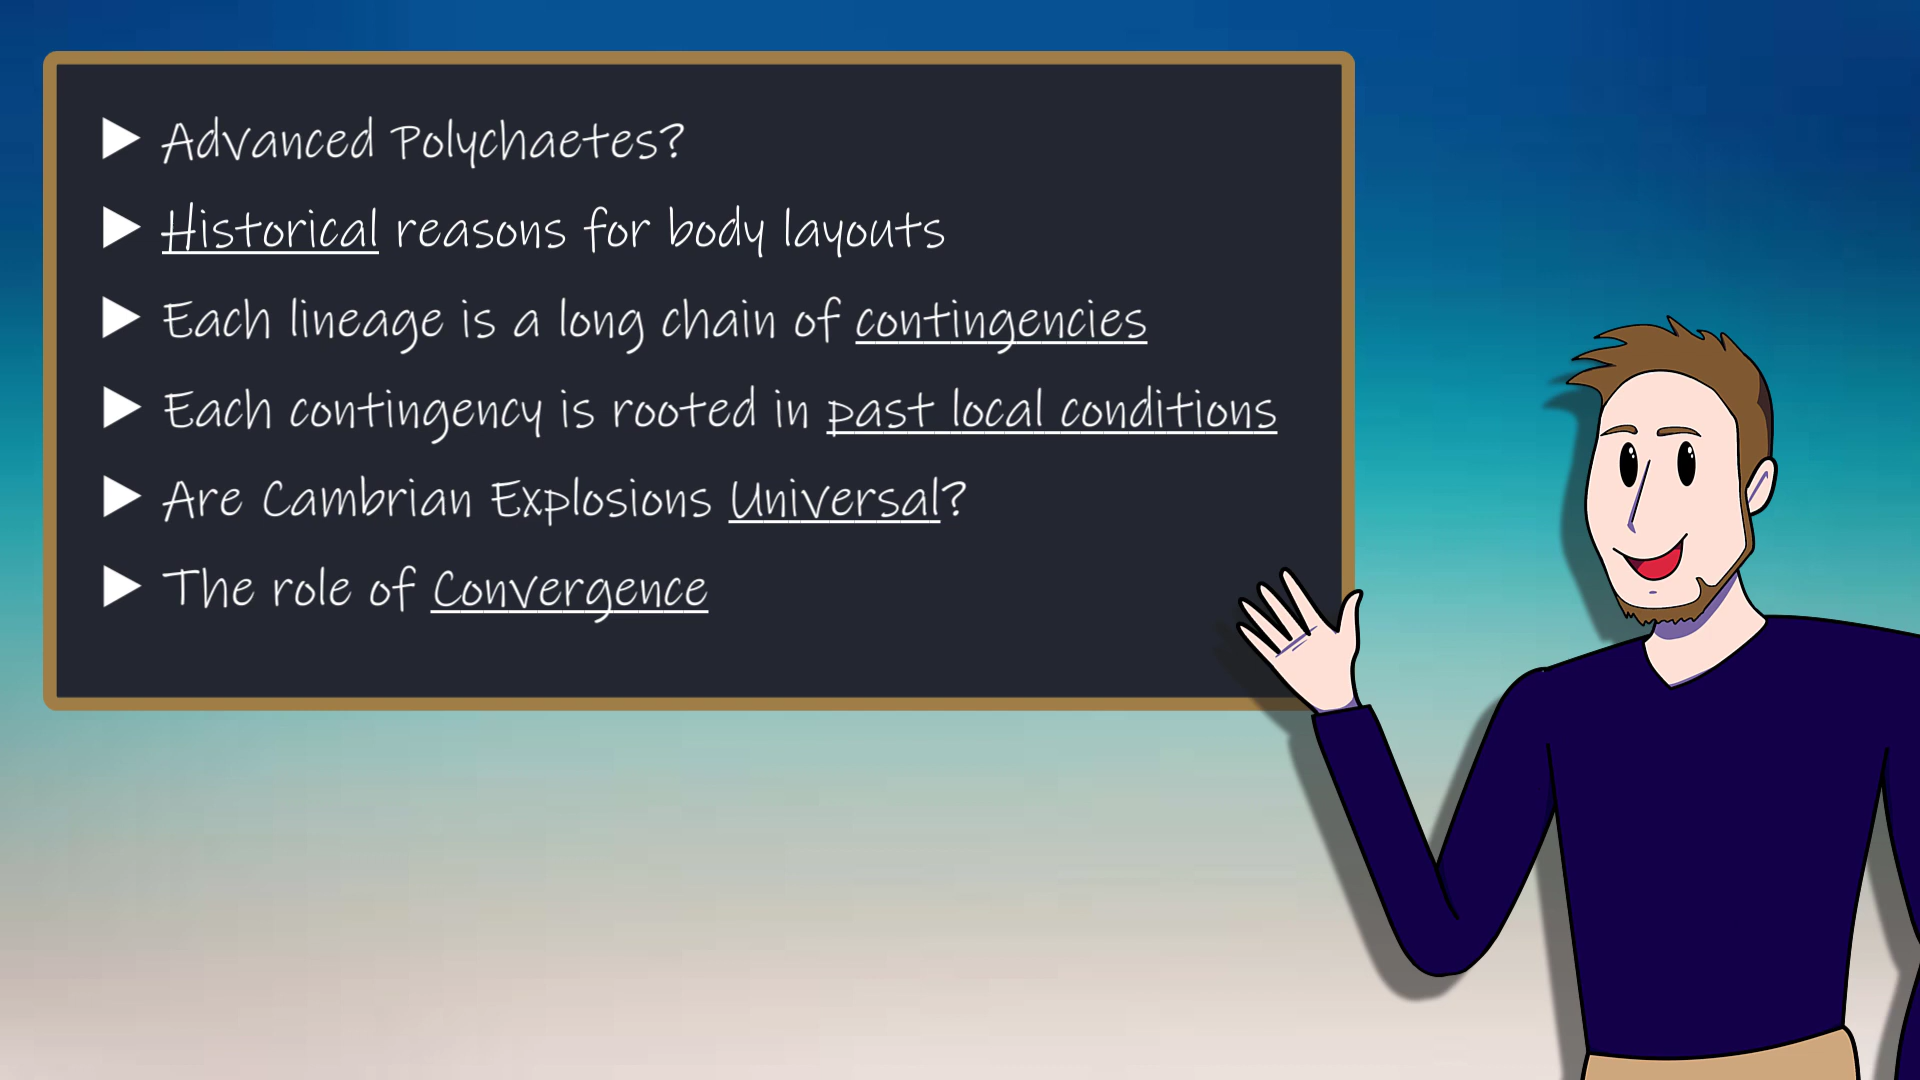 ▶ Advanced Polychaetes?
▶ Historical reasons for body layouts
▶ Each lineage is a long chain of contingencies
▶ Each contingency is rooted in past local conditions
▶ Are Cambrian Explosions Universal?
▶ The role of Convergence